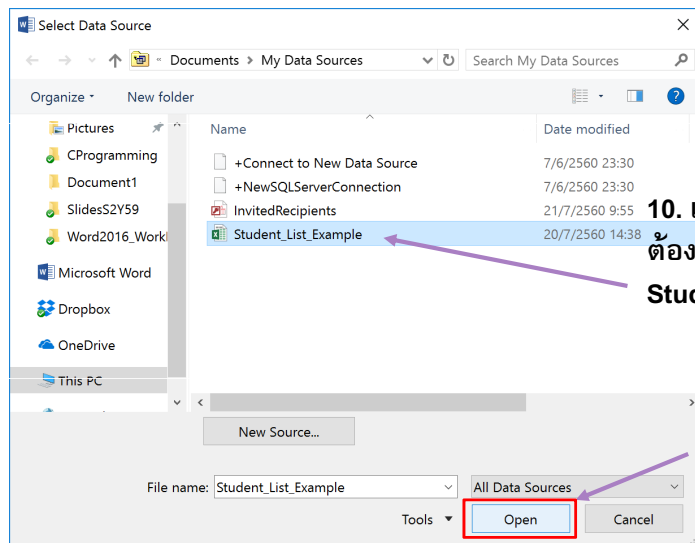 Select Data Source
« Documents > My Data Sources
Search My Data Sources
Organize
New folder
Pictures
CProgramming
Document1
SlidesS2Y59
Word2016_Workl
Microsoft Word
Dropbox
OneDrive
This PC
Name
Date modified
+Connect to New Data Source 7/6/2560 23:30
+NewSQLServerConnection 7/6/2560 23:30
InvitedRecipients 21/7/2560 9:55
Student_List_Example 20/7/2560 14:38
10.
ต้อง
Stud
New Source...
File name: Student_List_Example
All Data Sources
Tools
Open
Cancel